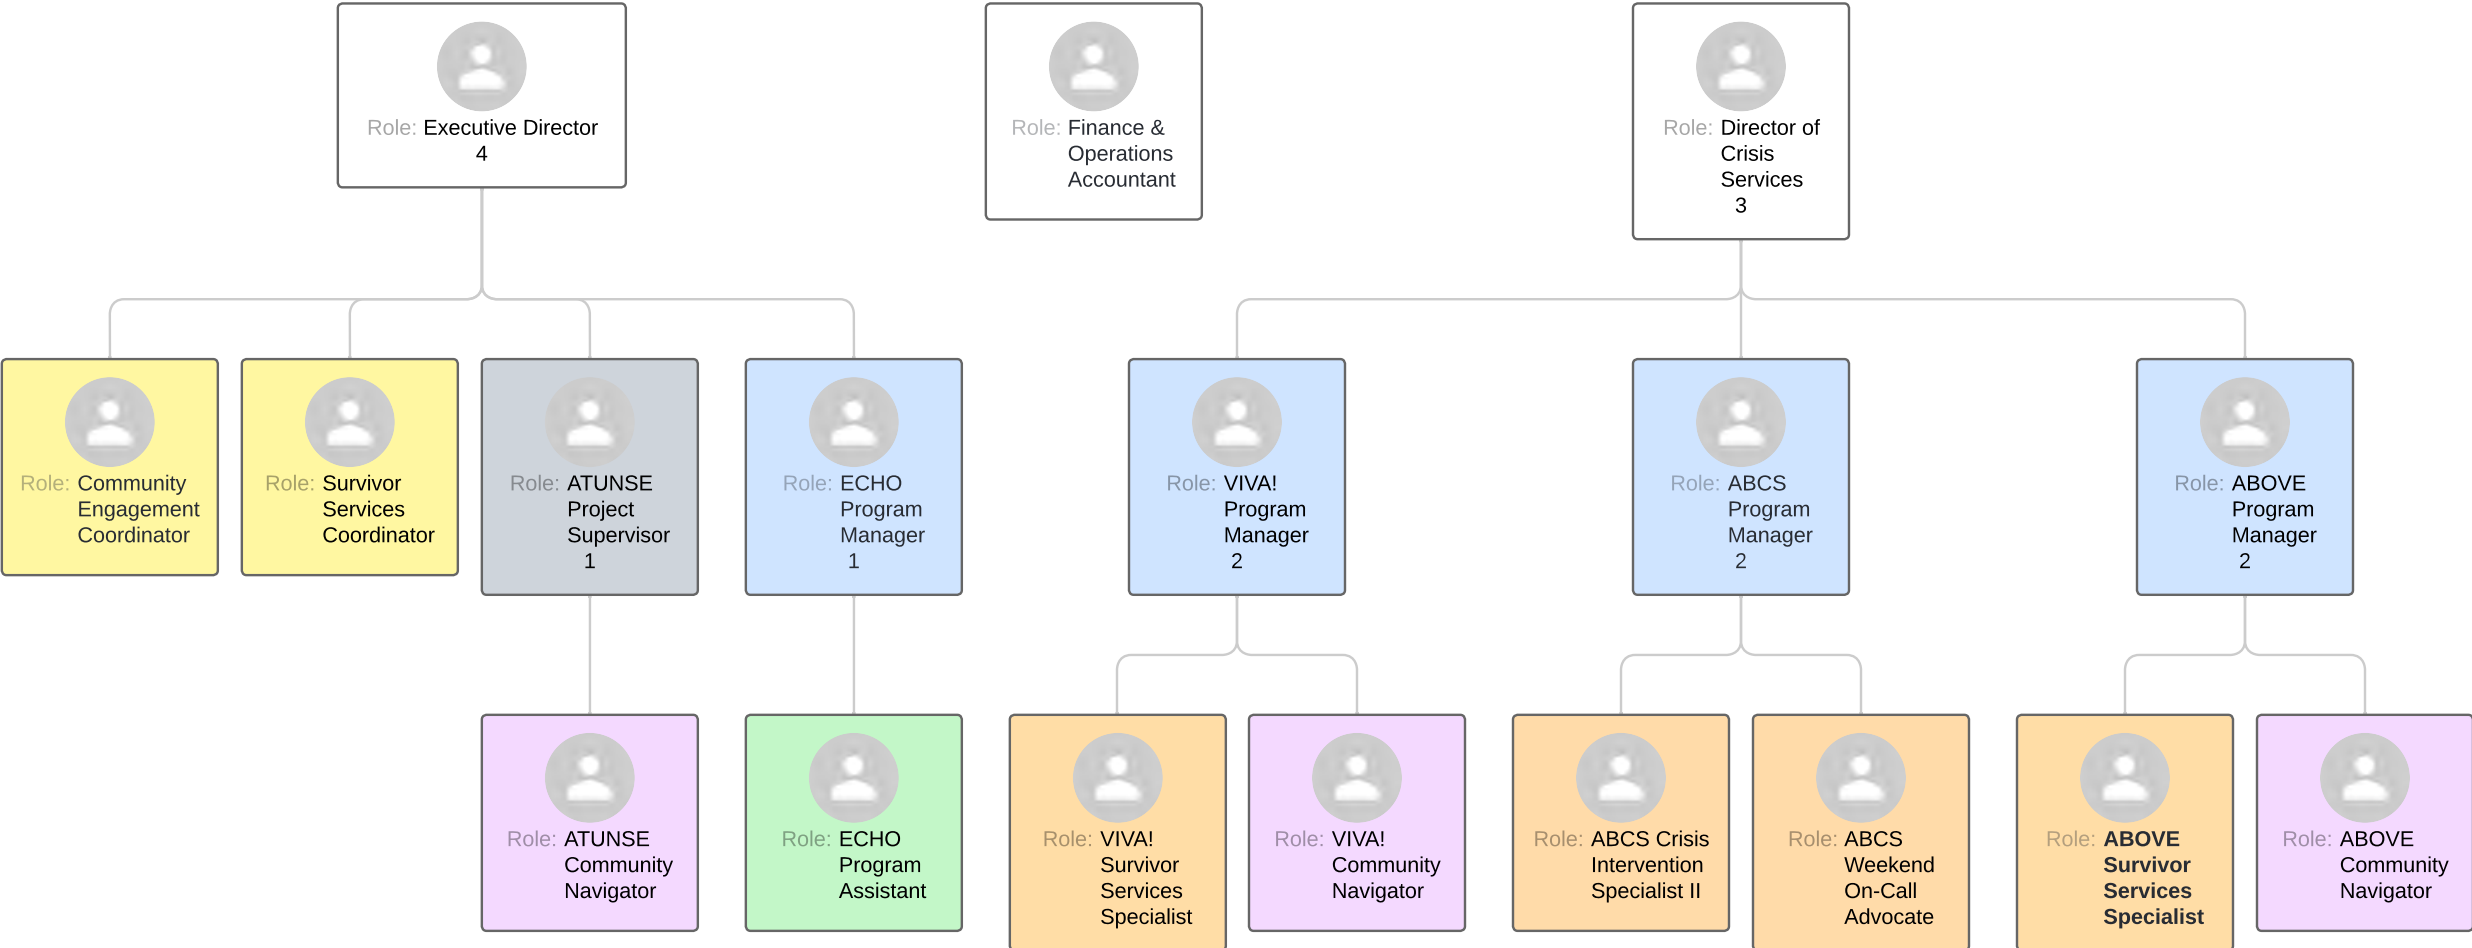 Role: Executive Director
4
Role: Finance &
Operations
Accountant
Role: Director of
Crisis
Services
3
Role: Community
Engagement
Coordinator
Role: Survivor
Services
Coordinator
Role: ATUNSE
Project
Supervisor
1
Role: ECHO
Program
Manager
1
Role: VIVA!
Program
Manager
2
Role: ABCS
Program
Manager
2
Role: ABOVE
Program
Manager
2
Role: ATUNSE
Community
Navigator
Role: ECHO
Program
Assistant
Role: VIVA!
Survivor
Services
Specialist
Role: VIVA!
Community
Navigator
Role: ABCS Crisis
Intervention
Specialist II
Role: ABCS
Weekend
On-Call
Advocate
Role: ABOVE
Survivor
Services
Specialist
Role: ABOVE
Community
Navigator